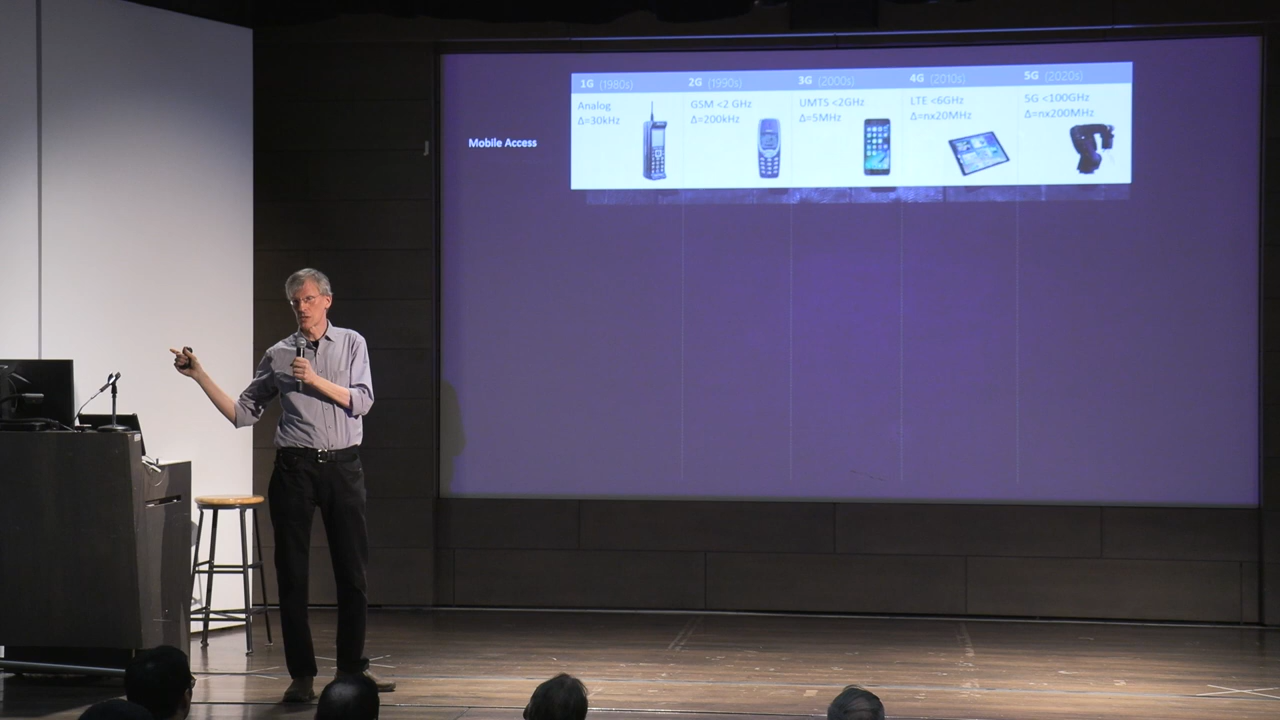 1G (1980s) 2G (1990s) 3G (2000s) 4G (2010s) 5G (2020s)
Analog GSM <2 GHz UMTS <2GHz LTE <6GHz 5G <100GHz
Δ=30kHz Δ=200kHz Δ=5MHz Δ=nx20MHz Δ=nx200MHz
Mobile Access